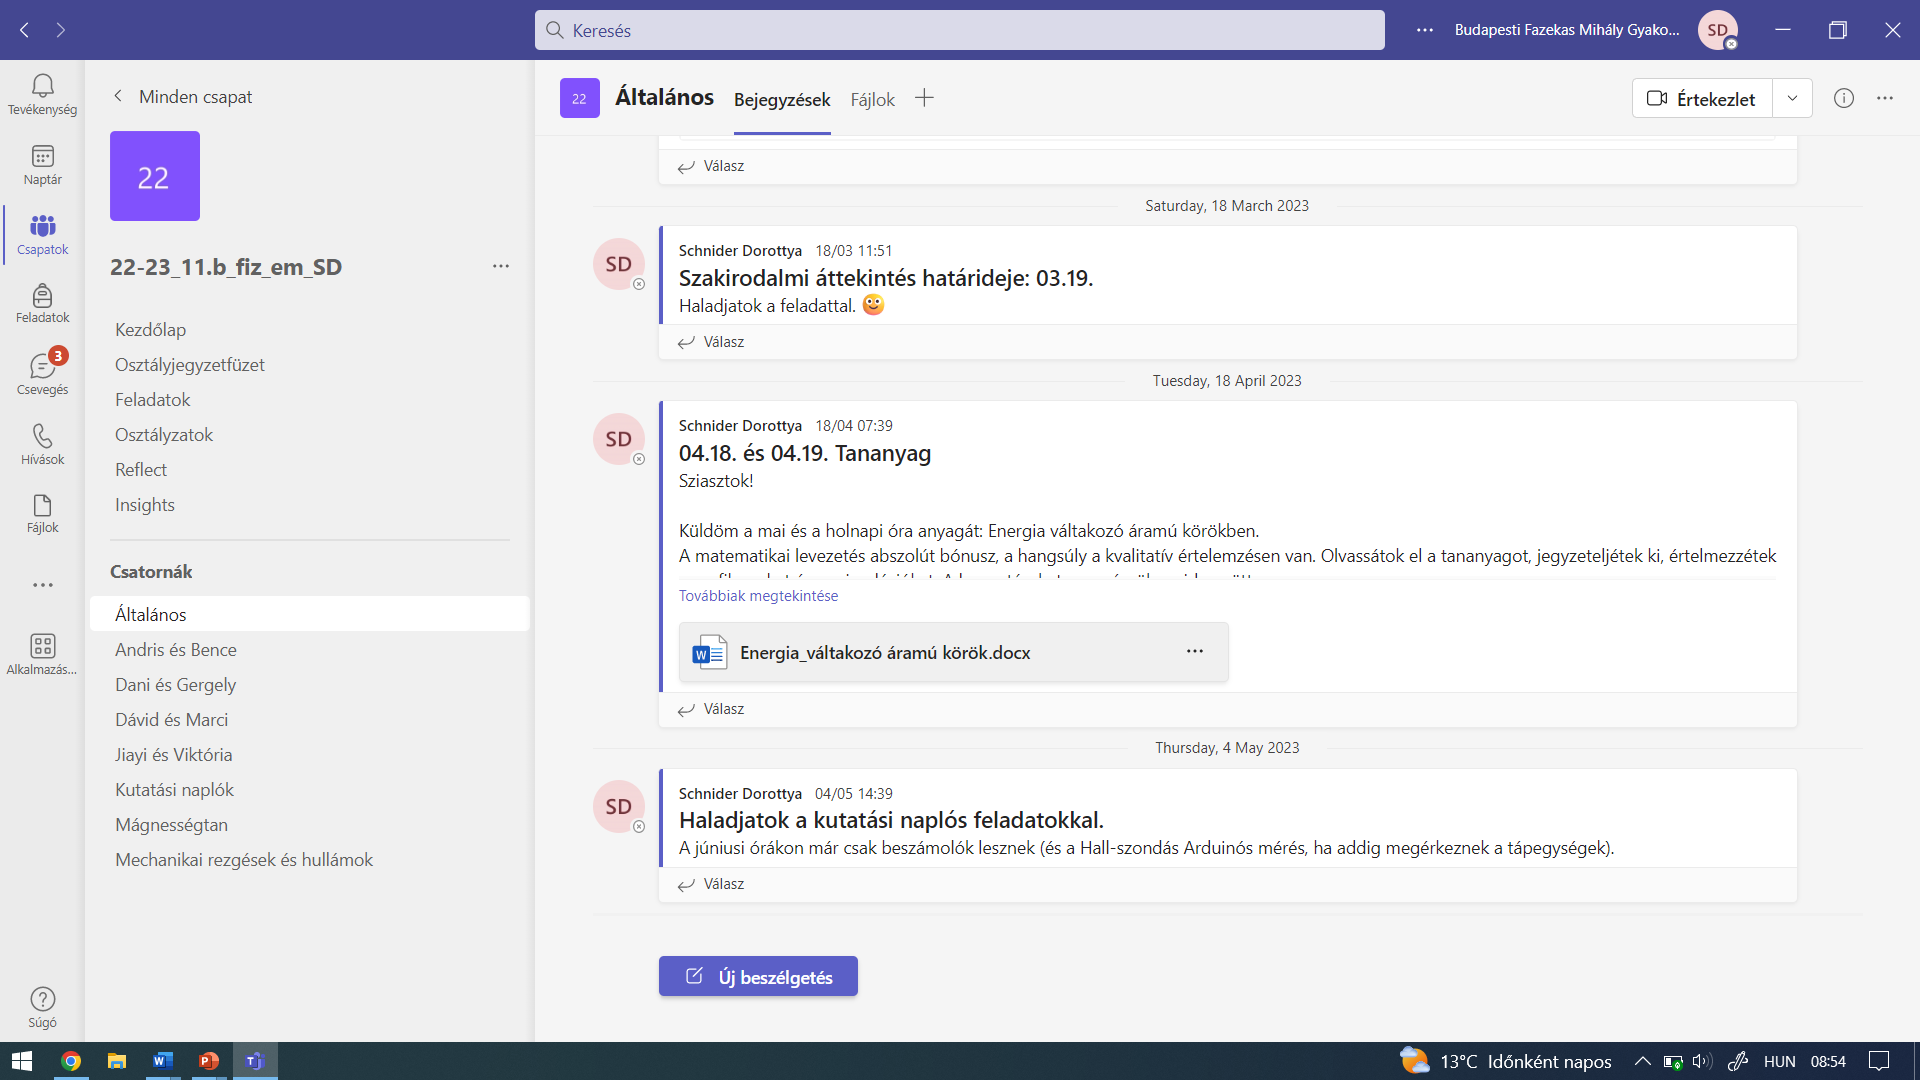 Keresés
Budapesti Fazekas Mihály Gyako...
SD
Tevékenység
Naptár
Csapatok
Feladatok
3
Csevegés
Hívások
Fájlok
Alkalmazás...
Súgó
Minden csapat
22
22-23_11.b_fiz_em_SD
Kezdőlap
Osztályjegyzetfüzet
Feladatok
Osztályzatok
Reflect
Insights
Csatornák
Általános
Andris és Bence
Dani és Gergely
Dávid és Marci
Jiayi és Viktória
Kutatási naplók
Mágnességtan
Mechanikai rezgések és hullámok
22
Általános
Bejegyzések
Fájlok
Értekezlet
Válasz
Saturday, 18 March 2023
SD
Schnider Dorottya 18/03 11:51
Szakirodalmi áttekintés határideje: 03.19.
Haladjatok a feladattal.
Válasz
Tuesday, 18 April 2023
SD
Schnider Dorottya 18/04 07:39
04.18. és 04.19. Tananyag
Sziasztok!
Küldöm a mai és a holnapi óra anyagát: Energia váltakozó áramú körökben.
A matematikai levezetés abszolút bónusz, a hangsúly a kvalitatív értelemzésen van. Olvassátok el a tananyagot, jegyzeteljétek ki, értelmezzétek
Továbbiak megtekintése
W
Energia_váltakozó áramú körök.docx
Válasz
Thursday, 4 May 2023
SD
Schnider Dorottya 04/05 14:39
Haladjatok a kutatási naplós feladatokkal.
A júniusi órákon már csak beszámolók lesznek (és a Hall-szondás Arduinós mérés, ha addig megérkeznek a tápegységek).
Válasz
Új beszélgetés
W
P
T
13°C Időnként napos
HUN
08:54